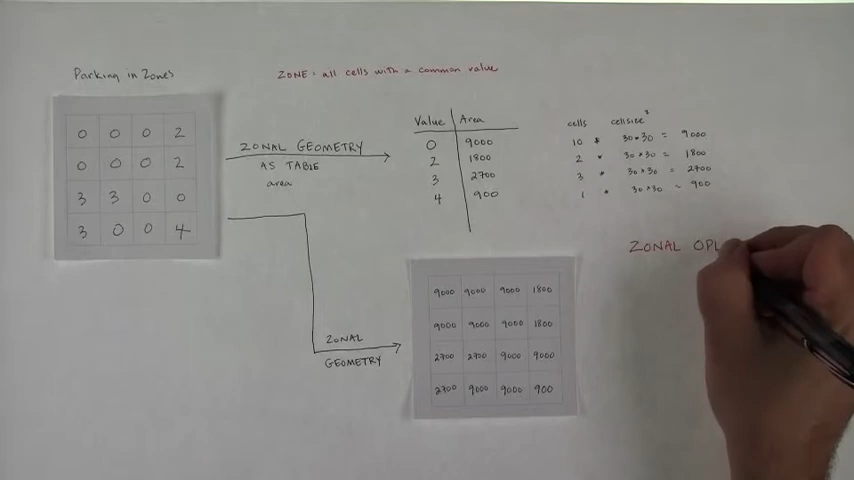 Parking in Zones
ZONE: all cells with a common value
0 0 0 2
0 0 0 2
3 3 0 0
3 0 0 4
ZONAL GEOMETRY
AS TABLE
area
Value Area
0 9000
2 1800
3 2700
4 900
cells cellsize²
10 * 30*30 = 9000
2 * 30*30 = 1800
3 * 30*30 = 2700
1 * 30*30 = 900
ZONAL OPE
ZONAL
GEOMETRY
9000 9000 9000 1800
9000 9000 9000 1800
2700 2700 9000 9000
2700 9000 9000 900